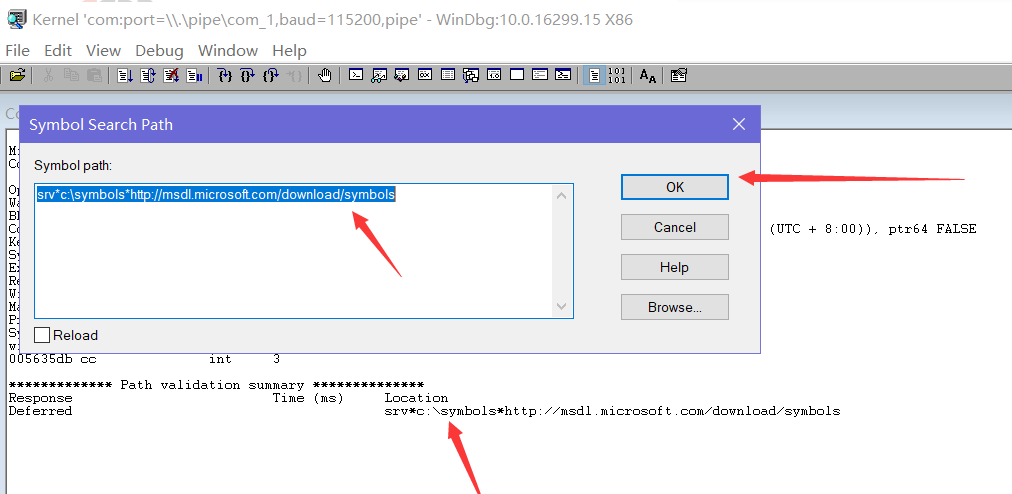 Kernel 'com:port=\\.\pipe\com_1,baud=115200,pipe' - WinDbg:10.0.16299.15 X86
File Edit View Debug Window Help
Symbol Search Path
Symbol path:
srv*c:\symbols*http://msdl.microsoft.com/download/symbols
OK
Cancel
Help
Browse...
Reload
(UTC + 8:00)), ptr64 FALSE
005635db cc int 3
************* Path validation summary **************
Response Time (ms) Location
Deferred srv*c:\symbols*http://msdl.microsoft.com/download/symbols